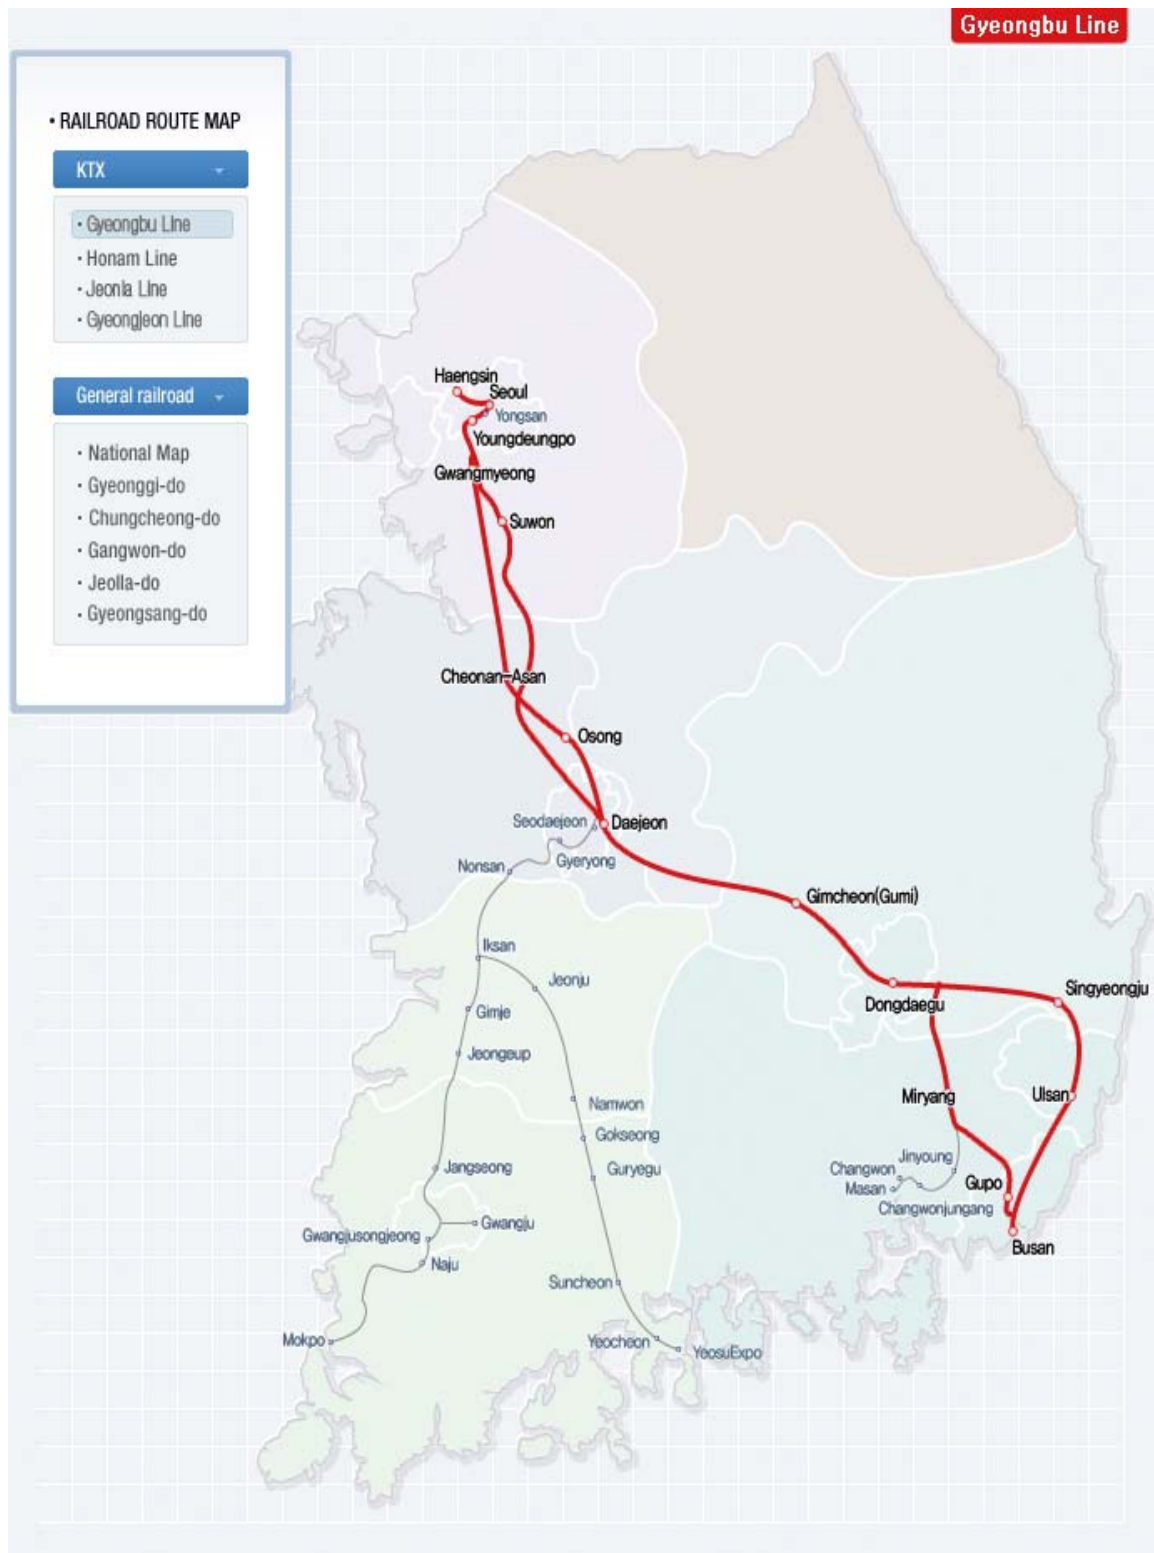 Gyeongbu Line
• RAILROAD ROUTE MAP
KTX
• Gyeongbu Line
• Honam Line
• Jeonla Line
• Gyeongjeon Line
General railroad
• National Map
• Gyeonggi-do
• Chungcheong-do
• Gangwon-do
• Jeolla-do
• Gyeongsang-do
Haengsin
Seoul
Yongsan
Youngdeungpo
Gwangmyeong
Suwon
Cheonan-Asan
Osong
Seodaejeon
Daejeon
Gyeryong
Nonsan
Gimcheon(Gumi)
Iksan
Jeonju
Singyeongju
Dongdaegu
Gimje
Jeongeup
Miryang
Ulsan
Namwon
Gokseong
Jinyoung
Jangseong
Guryegu
Changwon
Masan
Gupo
Changwonjungang
Gwangju
Gwangjusongjeong
Busan
Naju
Suncheon
Mokpo
Yeocheon
YeosuExpo